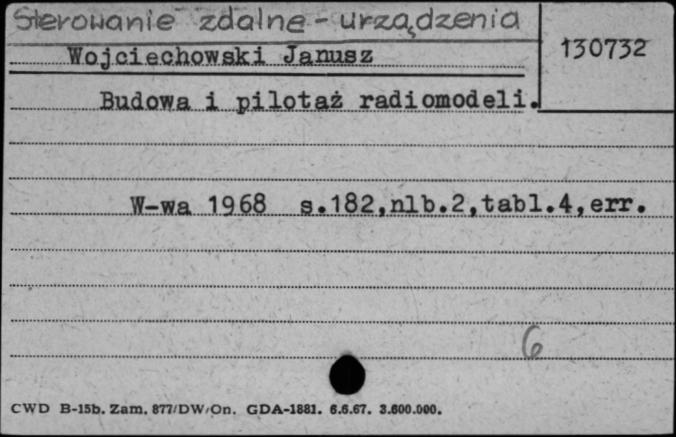 Sterowanie zdalne - urządzenia
Wojciechowski Janusz
130732
Budowa i pilotaż radiomodeli.
W-wa 1968 s.182,nlb.2,tabl.4,err.
6
CWD B-15b. Zam. 877/DW/On. GDA-1881. 6.6.67. 3.600.000.